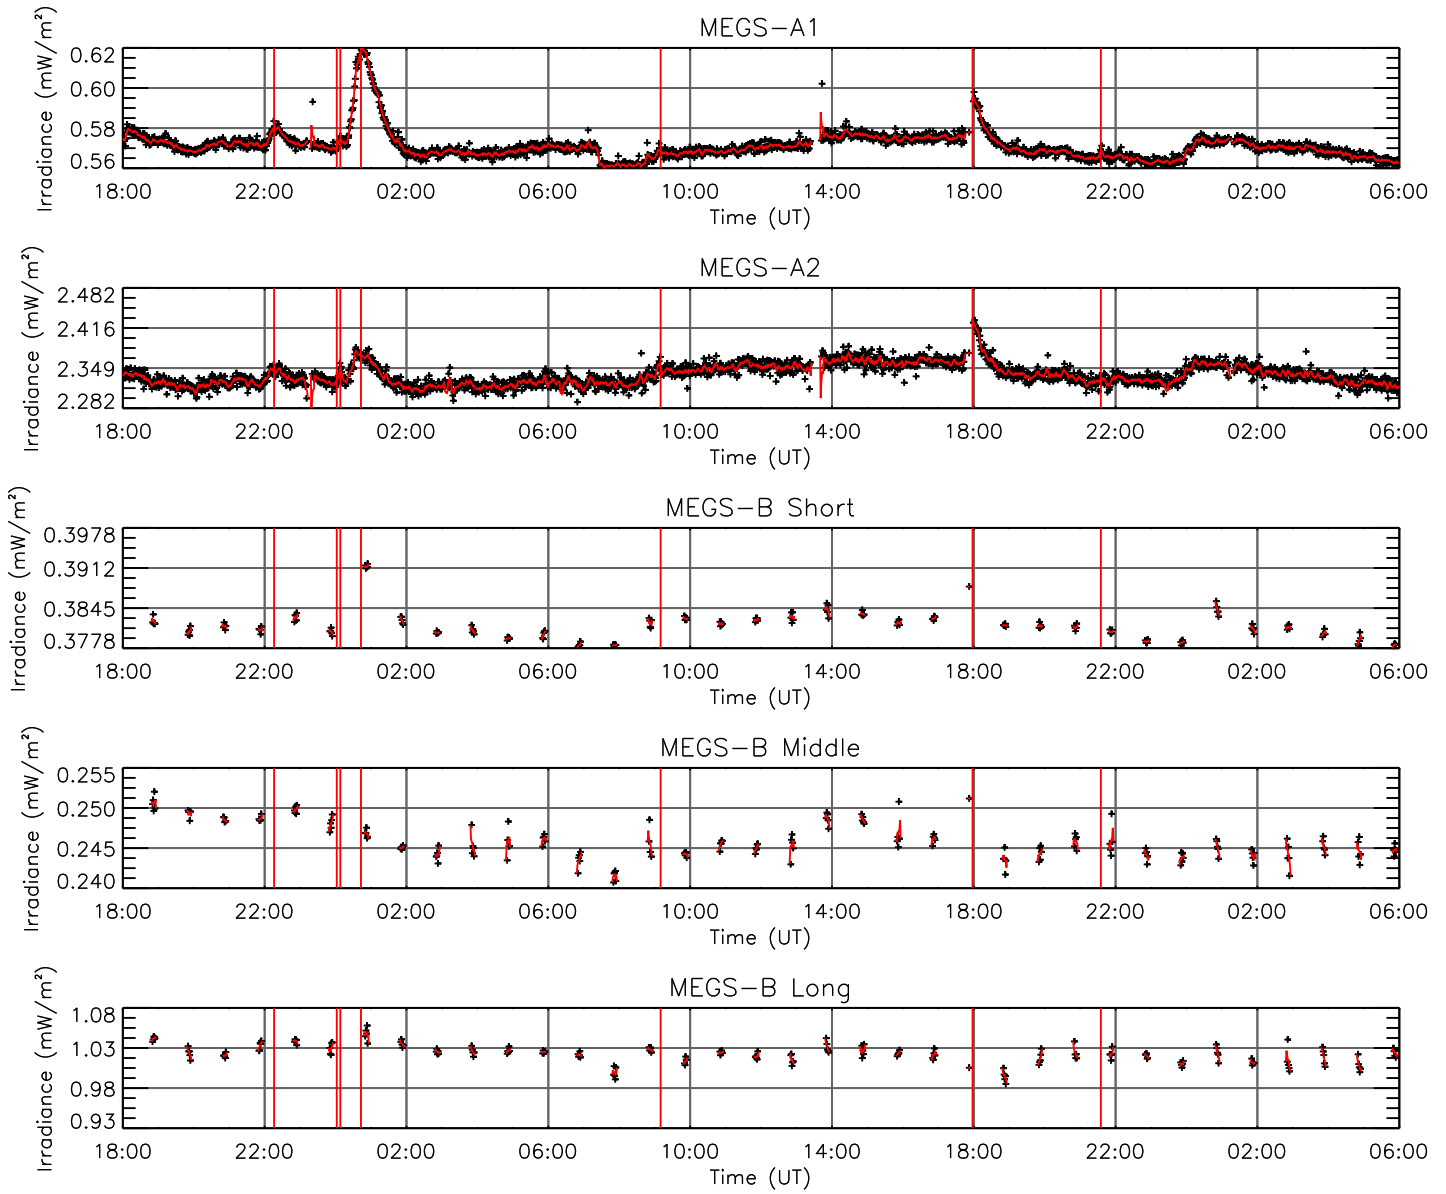 MEGS-A1
Irradiance (mW/m²)
0.62
0.60
0.58
0.56
18:00 22:00 02:00 06:00 10:00 14:00 18:00 22:00 02:00 06:00
Time (UT)
MEGS-A2
Irradiance (mW/m²)
2.482
2.416
2.349
2.282
18:00 22:00 02:00 06:00 10:00 14:00 18:00 22:00 02:00 06:00
Time (UT)
MEGS-B Short
Irradiance (mW/m²)
0.3978
0.3912
0.3845
0.3778
18:00 22:00 02:00 06:00 10:00 14:00 18:00 22:00 02:00 06:00
Time (UT)
MEGS-B Middle
Irradiance (mW/m²)
0.255
0.250
0.245
0.240
18:00 22:00 02:00 06:00 10:00 14:00 18:00 22:00 02:00 06:00
Time (UT)
MEGS-B Long
Irradiance (mW/m²)
1.08
1.03
0.98
0.93
18:00 22:00 02:00 06:00 10:00 14:00 18:00 22:00 02:00 06:00
Time (UT)